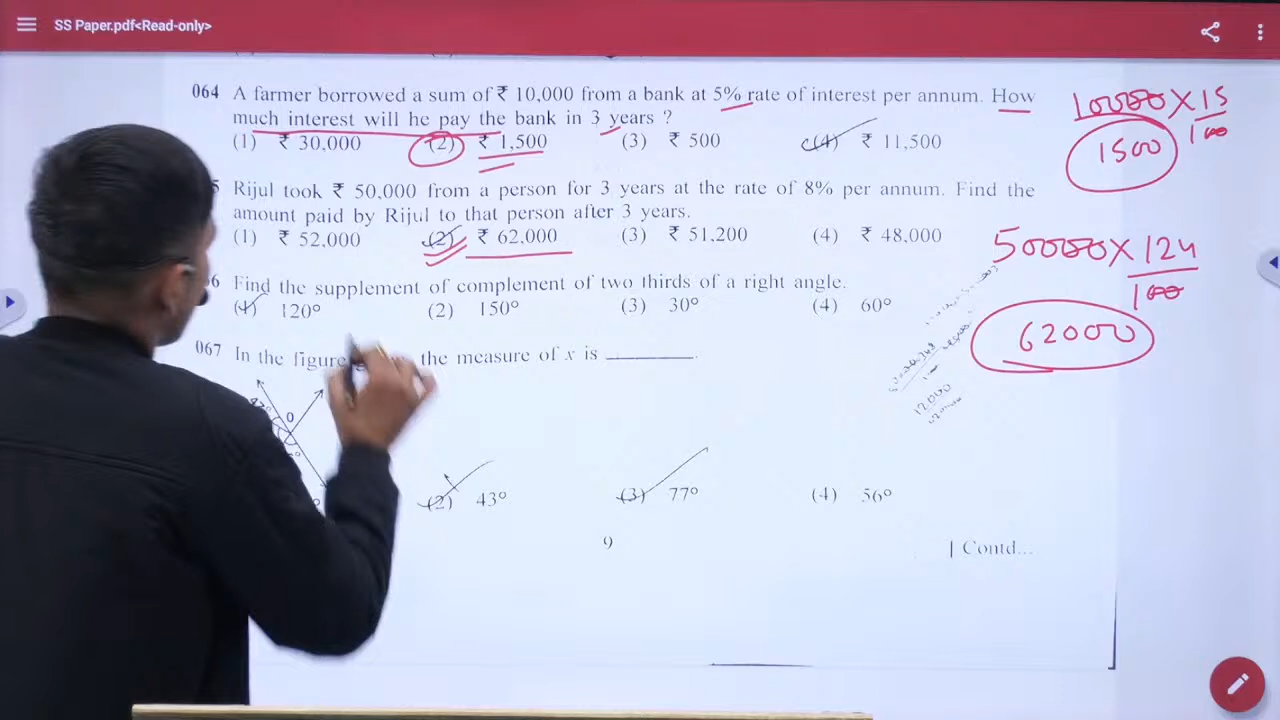 SS Paper.pdf<Read-only>
064 A farmer borrowed a sum of ₹ 10,000 from a bank at 5% rate of interest per annum. How
much interest will he pay the bank in 3 years ?
(1) ₹ 30,000 (2) ₹ 1,500 (3) ₹ 500 (4) ₹ 11,500
10000 X 15
100
1500
5 Rijul took ₹ 50,000 from a person for 3 years at the rate of 8% per annum. Find the
amount paid by Rijul to that person after 3 years.
(1) ₹ 52,000 (2) ₹ 62,000 (3) ₹ 51,200 (4) ₹ 48,000
50000 X 124
100
62000
6 Find the supplement of complement of two thirds of a right angle.
(1) 120° (2) 150° (3) 30° (4) 60°
067 In the figure the measure of x is ________.
O
12000
(2) 43° (3) 77° (4) 56°
9
| Contd...